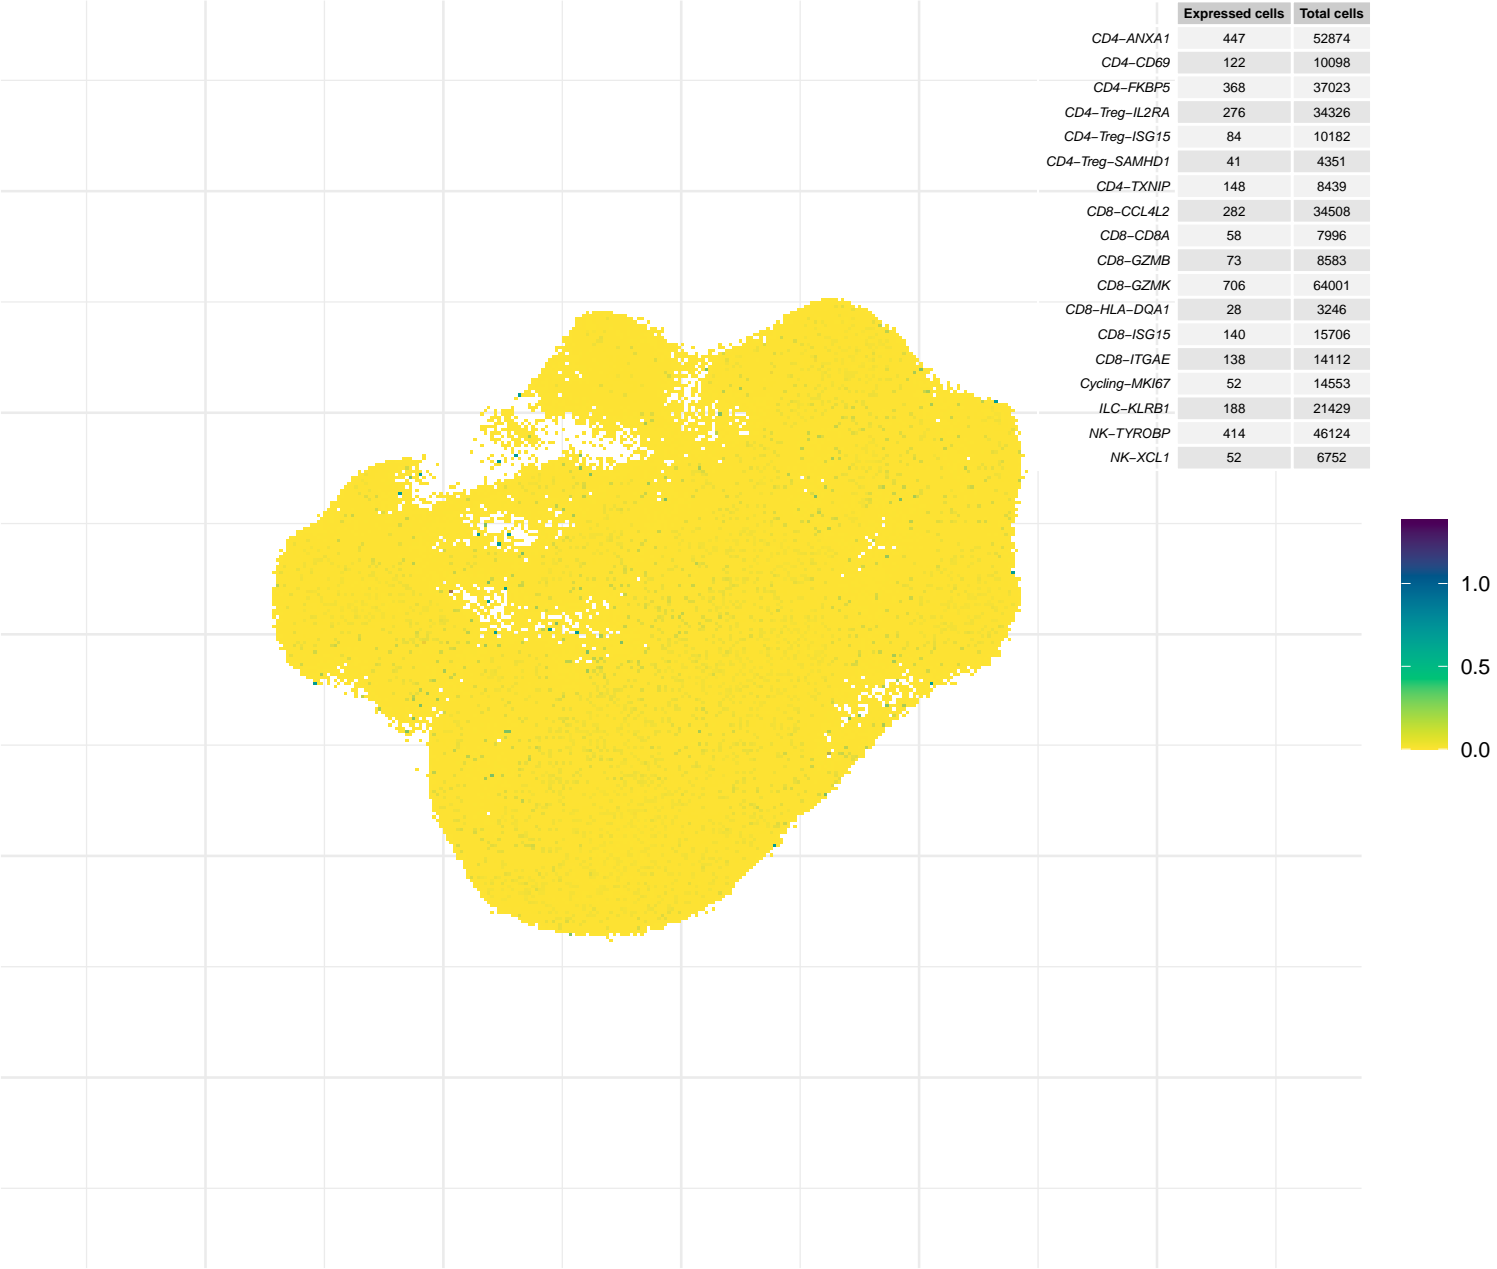 Expressed cells Total cells
CD4−ANXA1 447 52874
CD4−CD69 122 10098
CD4−FKBP5 368 37023
CD4−Treg−IL2RA 276 34326
CD4−Treg−ISG15 84 10182
CD4−Treg−SAMHD1 41 4351
CD4−TXNIP 148 8439
CD8−CCL4L2 282 34508
CD8−CD8A 58 7996
CD8−GZMB 73 8583
CD8−GZMK 706 64001
CD8−HLA−DQA1 28 3246
CD8−ISG15 140 15706
CD8−ITGAE 138 14112
Cycling−MKI67 52 14553
ILC−KLRB1 188 21429
NK−TYROBP 414 46124
NK−XCL1 52 6752
1.0
0.5
0.0